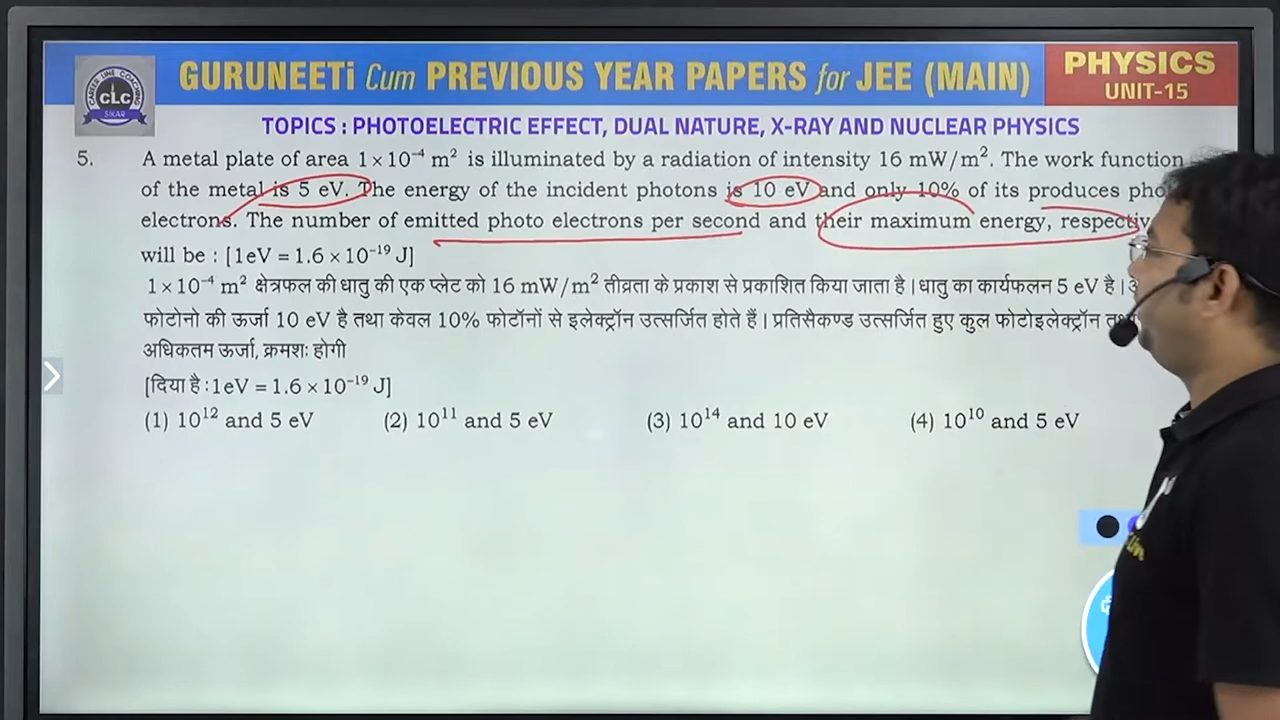 GURUNEETi Cum PREVIOUS YEAR PAPERS for JEE (MAIN)
PHYSICS
UNIT-15
CAREER LINE COACHING
CLC
SIKAR
TOPICS : PHOTOELECTRIC EFFECT, DUAL NATURE, X-RAY AND NUCLEAR PHYSICS
5. A metal plate of area 1×10⁻⁴ m² is illuminated by a radiation of intensity 16 mW/m². The work function
of the metal is 5 eV. The energy of the incident photons is 10 eV and only 10% of its produces
electrons. The number of emitted photo electrons per second and their maximum energy,
will be : [1eV = 1.6 × 10⁻¹⁹ J]
1×10⁻⁴ m² क्षेत्रफल की धातु की एक प्लेट को 16 mW/m² तीव्रता के प्रकाश से प्रकाशित किया जाता है। धातु का कार्यफलन 5 eV है।
फोटोनो की ऊर्जा 10 eV है तथा केवल 10% फोटॉनों से इलेक्ट्रॉन उत्सर्जित होते हैं। प्रतिसैकण्ड उत्सर्जित हुए कुल फोटोइलेक्ट्रॉन
अधिकतम ऊर्जा, क्रमशः होगी
[दिया है : 1eV = 1.6 × 10⁻¹⁹ J]
(1) 10¹² and 5 eV (2) 10¹¹ and 5 eV (3) 10¹⁴ and 10 eV (4) 10¹⁰ and 5 eV